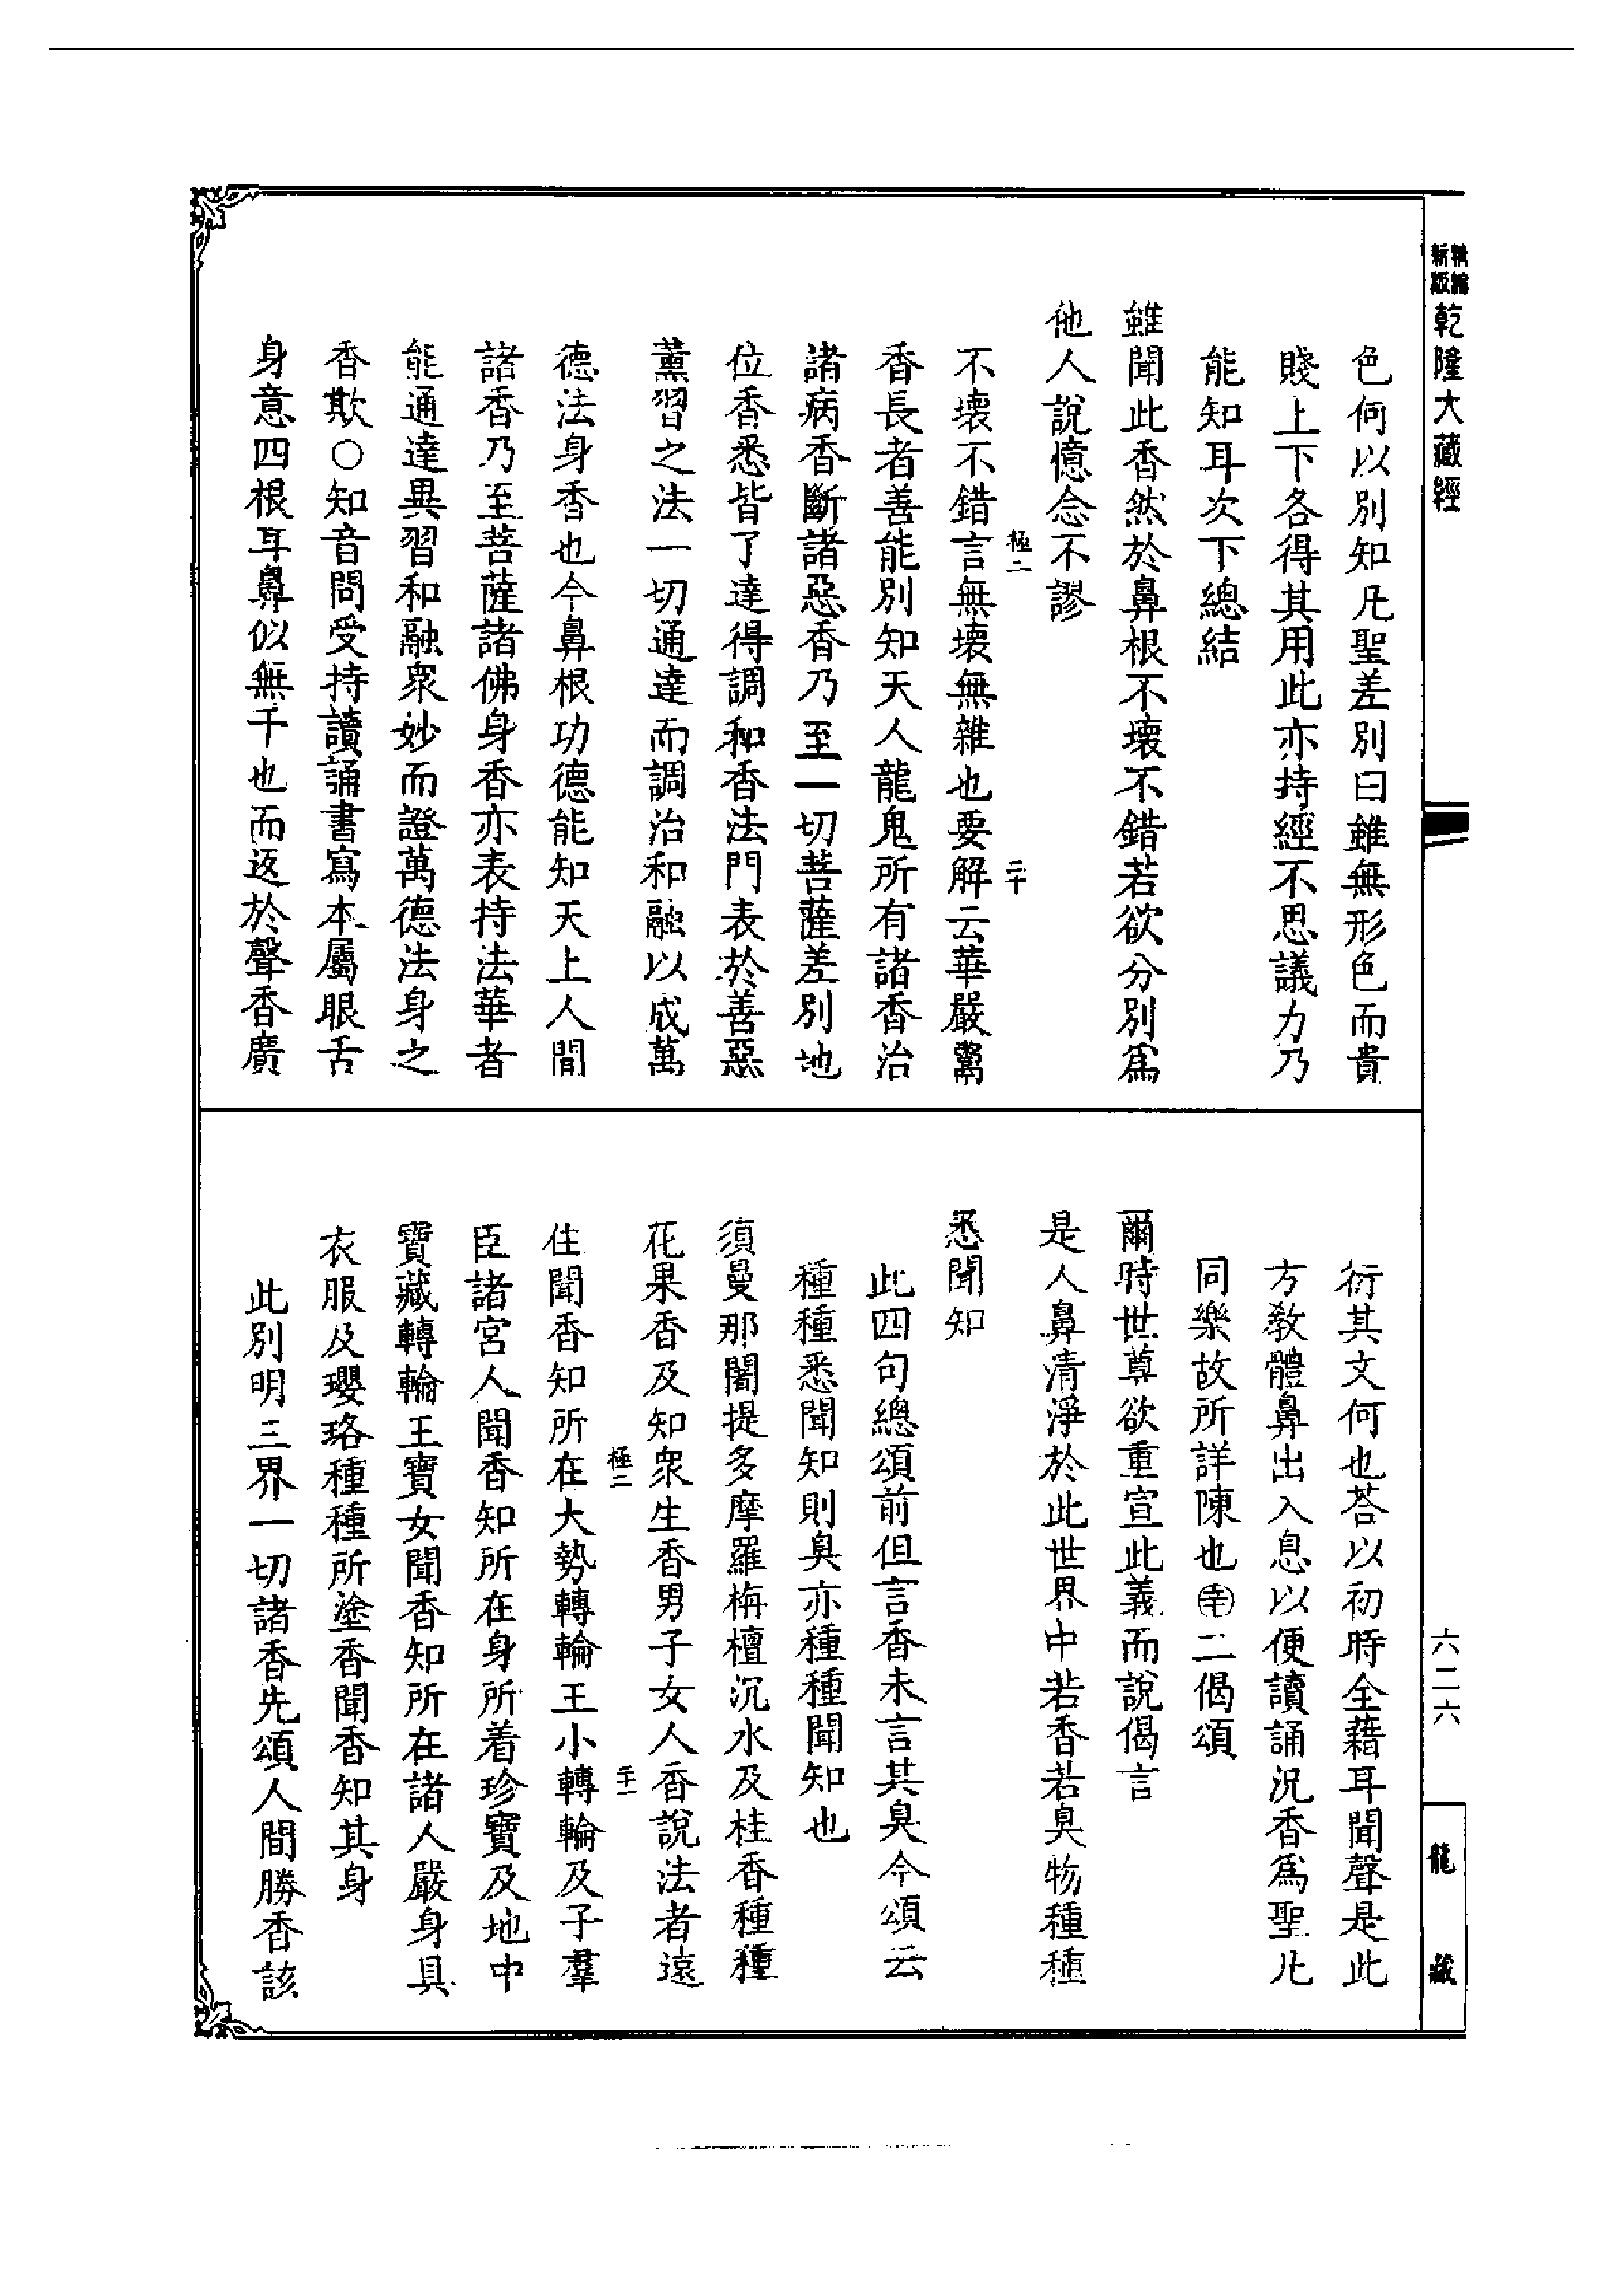 精縮
新版
乾隆大藏經
六二六
龍藏
色何以別知凡聖差別曰雖無形色而貴
賤上下各得其用此亦持經不思議力乃
能知耳次下總結
雖聞此香然於鼻根不壞不錯若欲分別爲
他人說憶念不謬
極二
二十
不壞不錯言無壞無雜也要解云華嚴鬻
香長者善能別知天人龍鬼所有諸香治
諸病香斷諸惡香乃至一切菩薩差別地
位香悉皆了達得調和香法門表於善惡
薰習之法一切通達而調治和融以成萬
德法身香也今鼻根功德能知天上人間
諸香乃至菩薩諸佛身香亦表持法華者
能通達異習和融衆妙而證萬德法身之
香欺○知音問受持讀誦書寫本屬眼舌
身意四根耳鼻似無干也而返於聲香廣
衍其文何也荅以初時全藉耳聞聲是此
方敎體鼻出入息以便讀誦況香爲聖凡
同樂故所詳陳也㊉二偈頌
爾時世尊欲重宣此義而說偈言
是人鼻清淨於此世界中若香若臭物種種
悉聞知
此四句總頌前但言香未言其臭今頌云
種種悉聞知則臭亦種種聞知也
須曼那闍提多摩羅栴檀沉水及桂香種種
花果香及知衆生香男子女人香說法者遠
極二
二十一
住聞香知所在大勢轉輪王小轉輪及子羣
臣諸宮人聞香知所在身所着珍寶及地中
寶藏轉輪王寶女聞香知所在諸人嚴身具
衣服及瓔珞種種所塗香聞香知其身
此別明三界一切諸香先頌人間勝香該